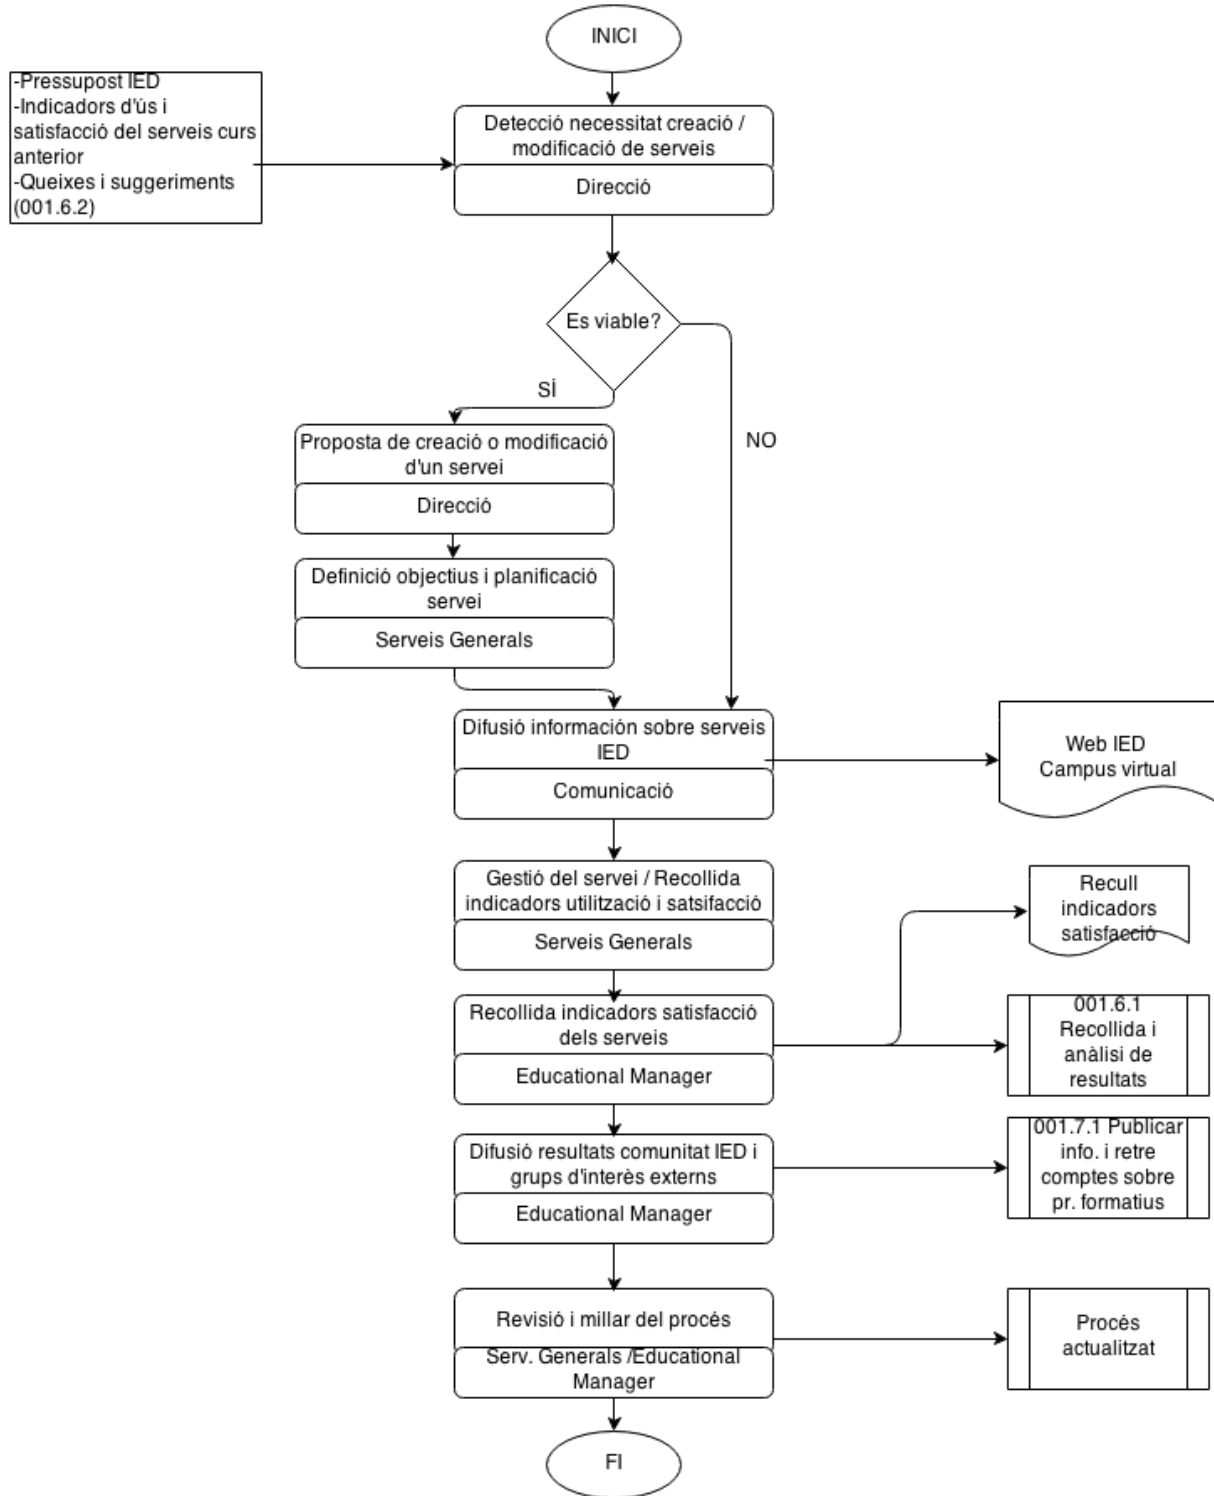 INICI
-Pressupost IED
-Indicadors d'ús i
satisfacció del serveis curs
anterior
-Queixes i suggeriments
(001.6.2)
Detecció necessitat creació /
modificació de serveis
Direcció
Es viable?
SÍ
NO
Proposta de creació o modificació
d'un servei
Direcció
Definició objectius i planificació
servei
Serveis Generals
Difusió información sobre serveis
IED
Comunicació
Web IED
Campus virtual
Gestió del servei / Recollida
indicadors utilització i satsifacció
Serveis Generals
Recull
indicadors
satisfacció
Recollida indicadors satisfacció
dels serveis
Educational Manager
001.6.1
Recollida i
anàlisi de
resultats
Difusió resultats comunitat IED i
grups d'interès externs
Educational Manager
001.7.1 Publicar
info. i retre
comptes sobre
pr. formatius
Revisió i millar del procés
Serv. Generals /Educational
Manager
Procés
actualitzat
FI